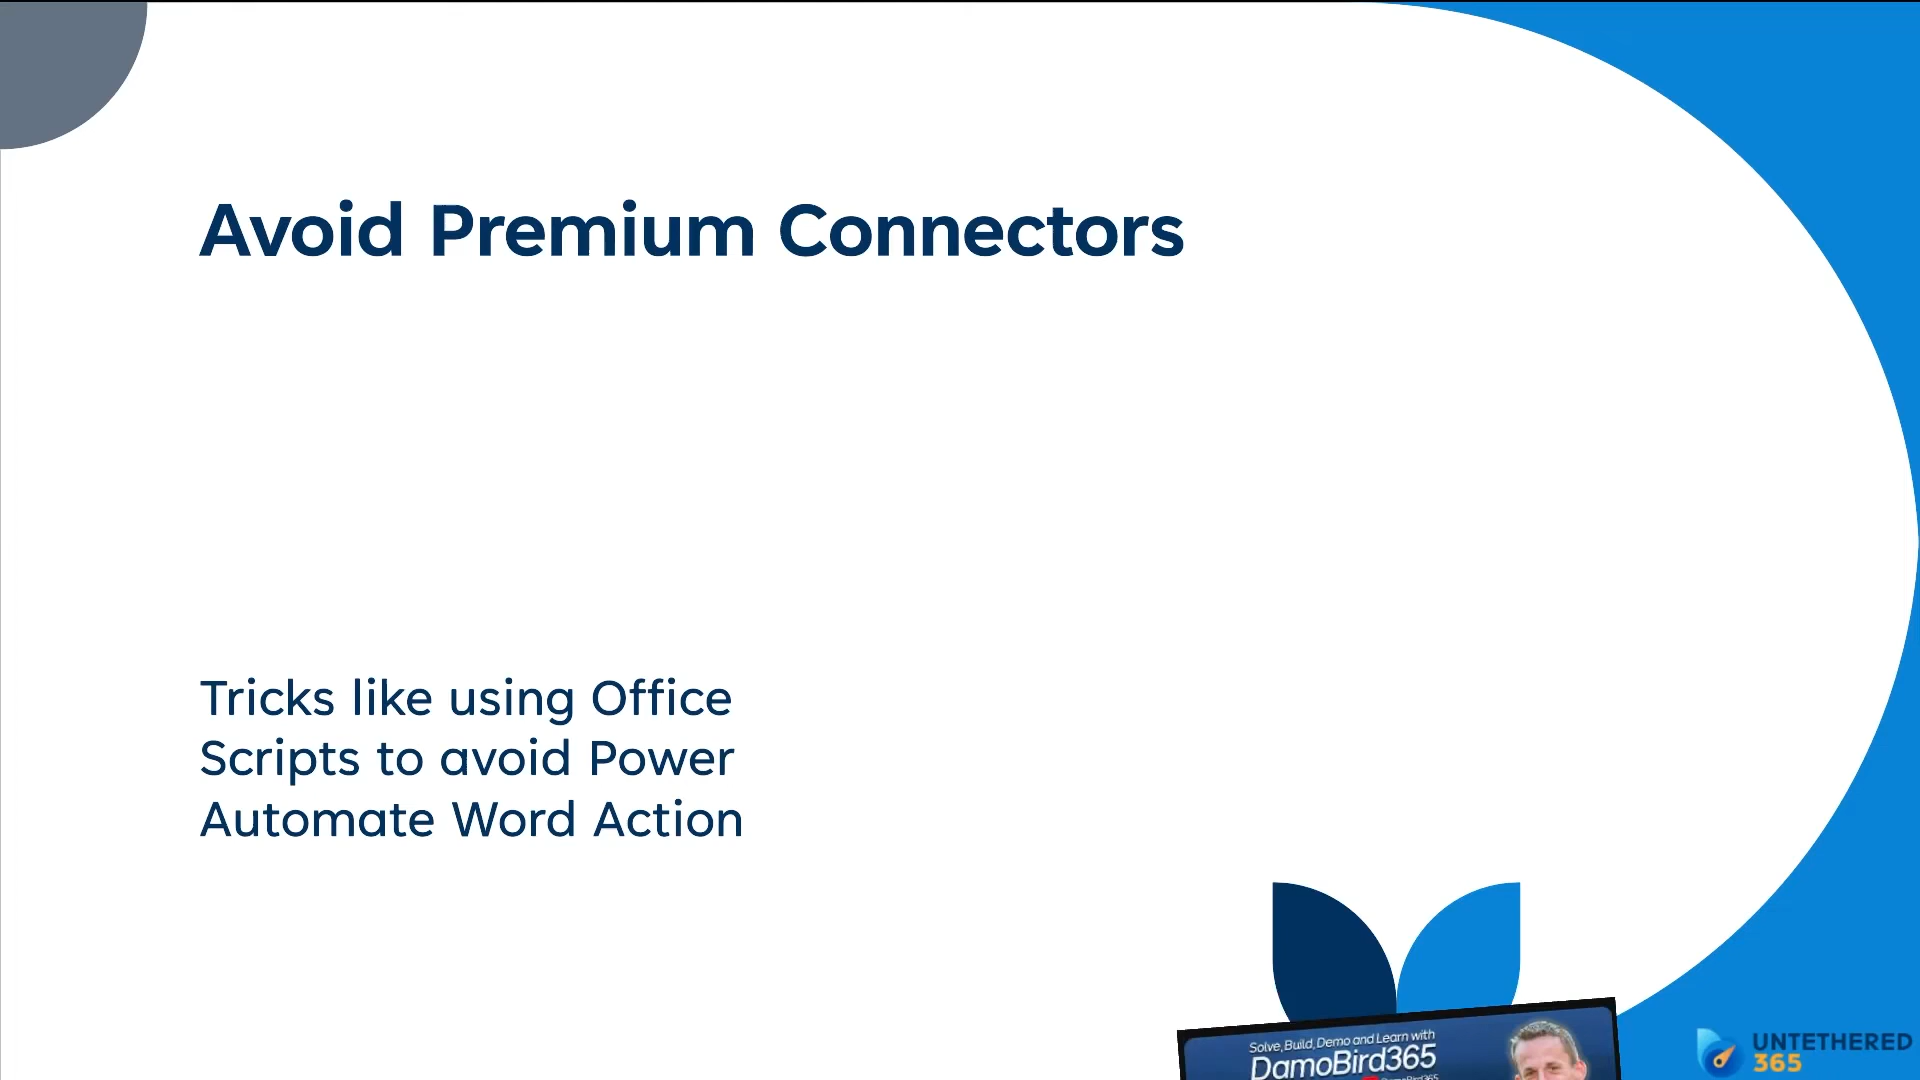 Avoid Premium Connectors
Tricks like using Office
Scripts to avoid Power
Automate Word Action
Solve, Build, Demo and Learn with
DamoBird365
DamoBird365
UNTETHERED
365